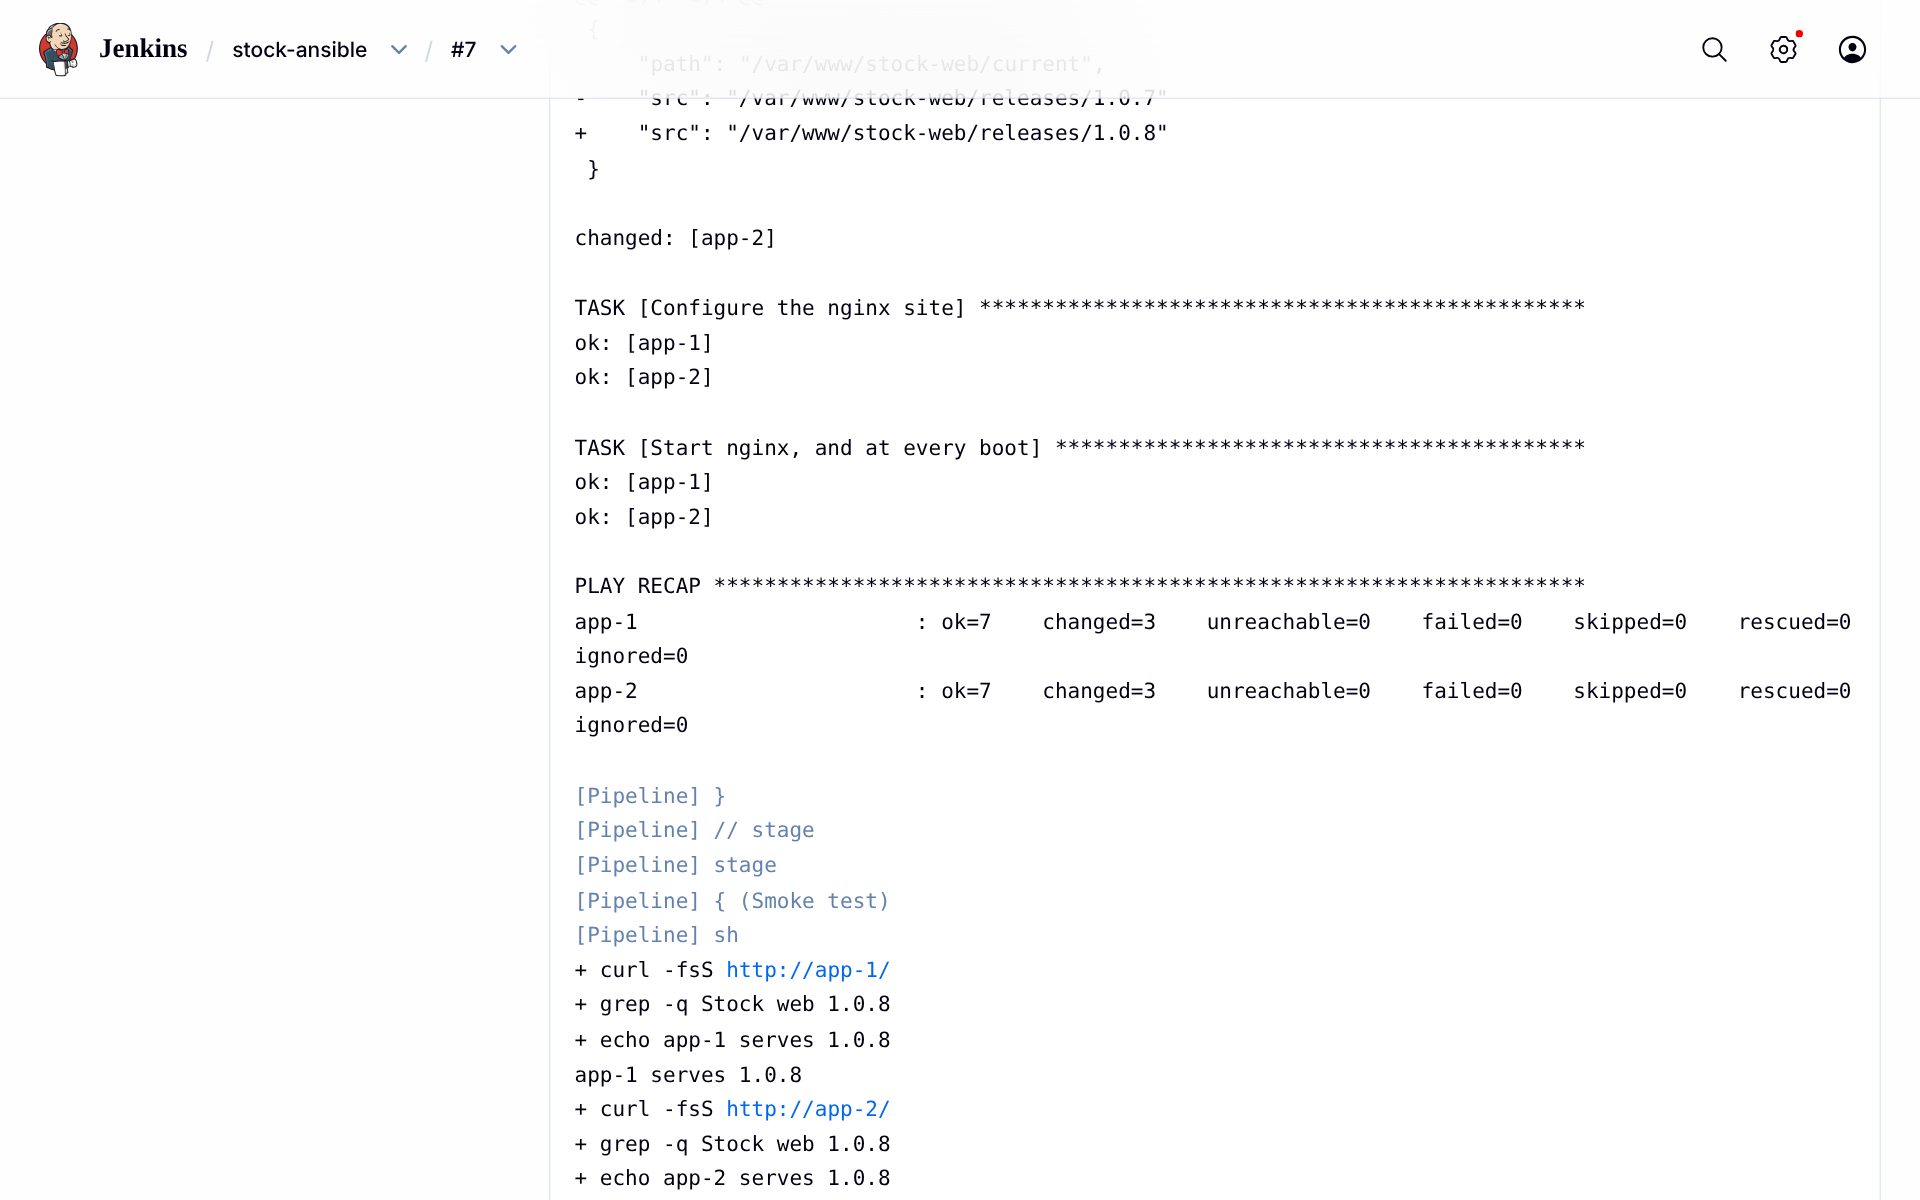 Jenkins / stock-ansible / #7
{
"path": "/var/www/stock-web/current",
-    "src": "/var/www/stock-web/releases/1.0.7"
+    "src": "/var/www/stock-web/releases/1.0.8"
}
changed: [app-2]
TASK [Configure the nginx site] ************************************************
ok: [app-1]
ok: [app-2]
TASK [Start nginx, and at every boot] ******************************************
ok: [app-1]
ok: [app-2]
PLAY RECAP *********************************************************************
app-1                      : ok=7    changed=3    unreachable=0    failed=0    skipped=0    rescued=0
ignored=0
app-2                      : ok=7    changed=3    unreachable=0    failed=0    skipped=0    rescued=0
ignored=0
[Pipeline] }
[Pipeline] // stage
[Pipeline] stage
[Pipeline] { (Smoke test)
[Pipeline] sh
+ curl -fsS http://app-1/
+ grep -q Stock web 1.0.8
+ echo app-1 serves 1.0.8
app-1 serves 1.0.8
+ curl -fsS http://app-2/
+ grep -q Stock web 1.0.8
+ echo app-2 serves 1.0.8